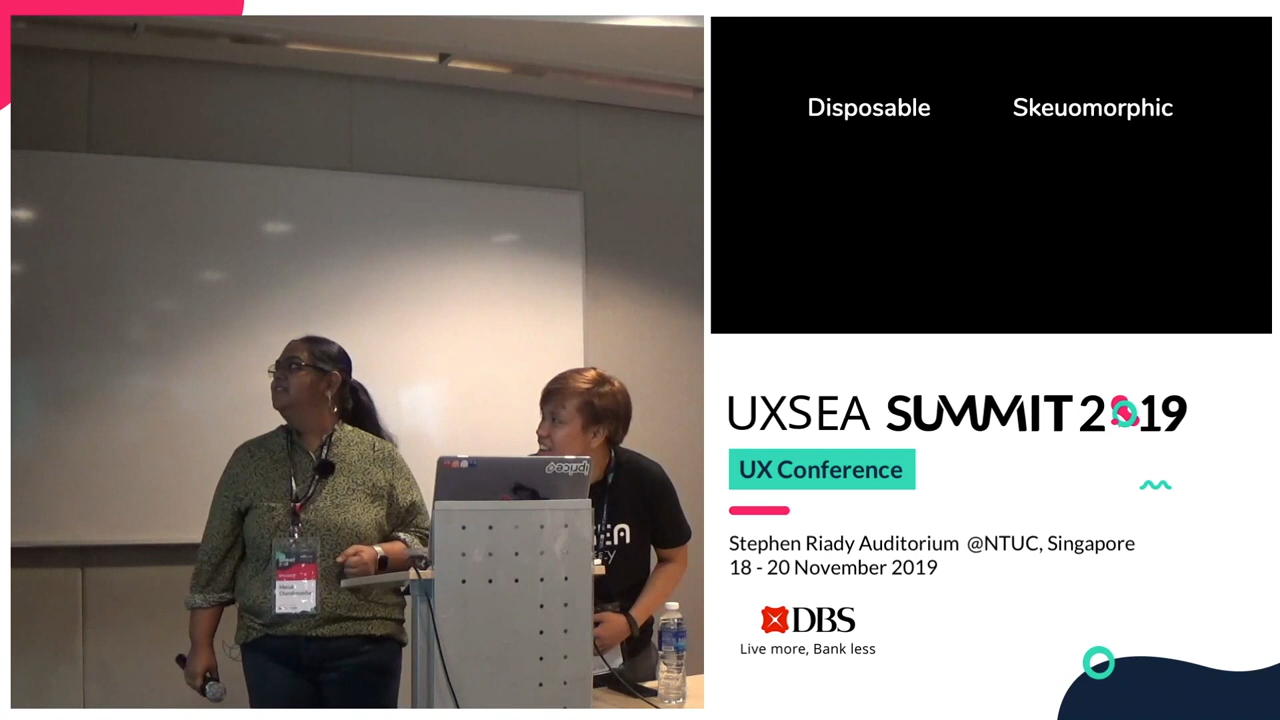 Disposable Skeuomorphic
UXSEA SUMMIT 2019
UX Conference
Stephen Riady Auditorium @NTUC, Singapore
18 - 20 November 2019
DBS
Live more, Bank less
iprice